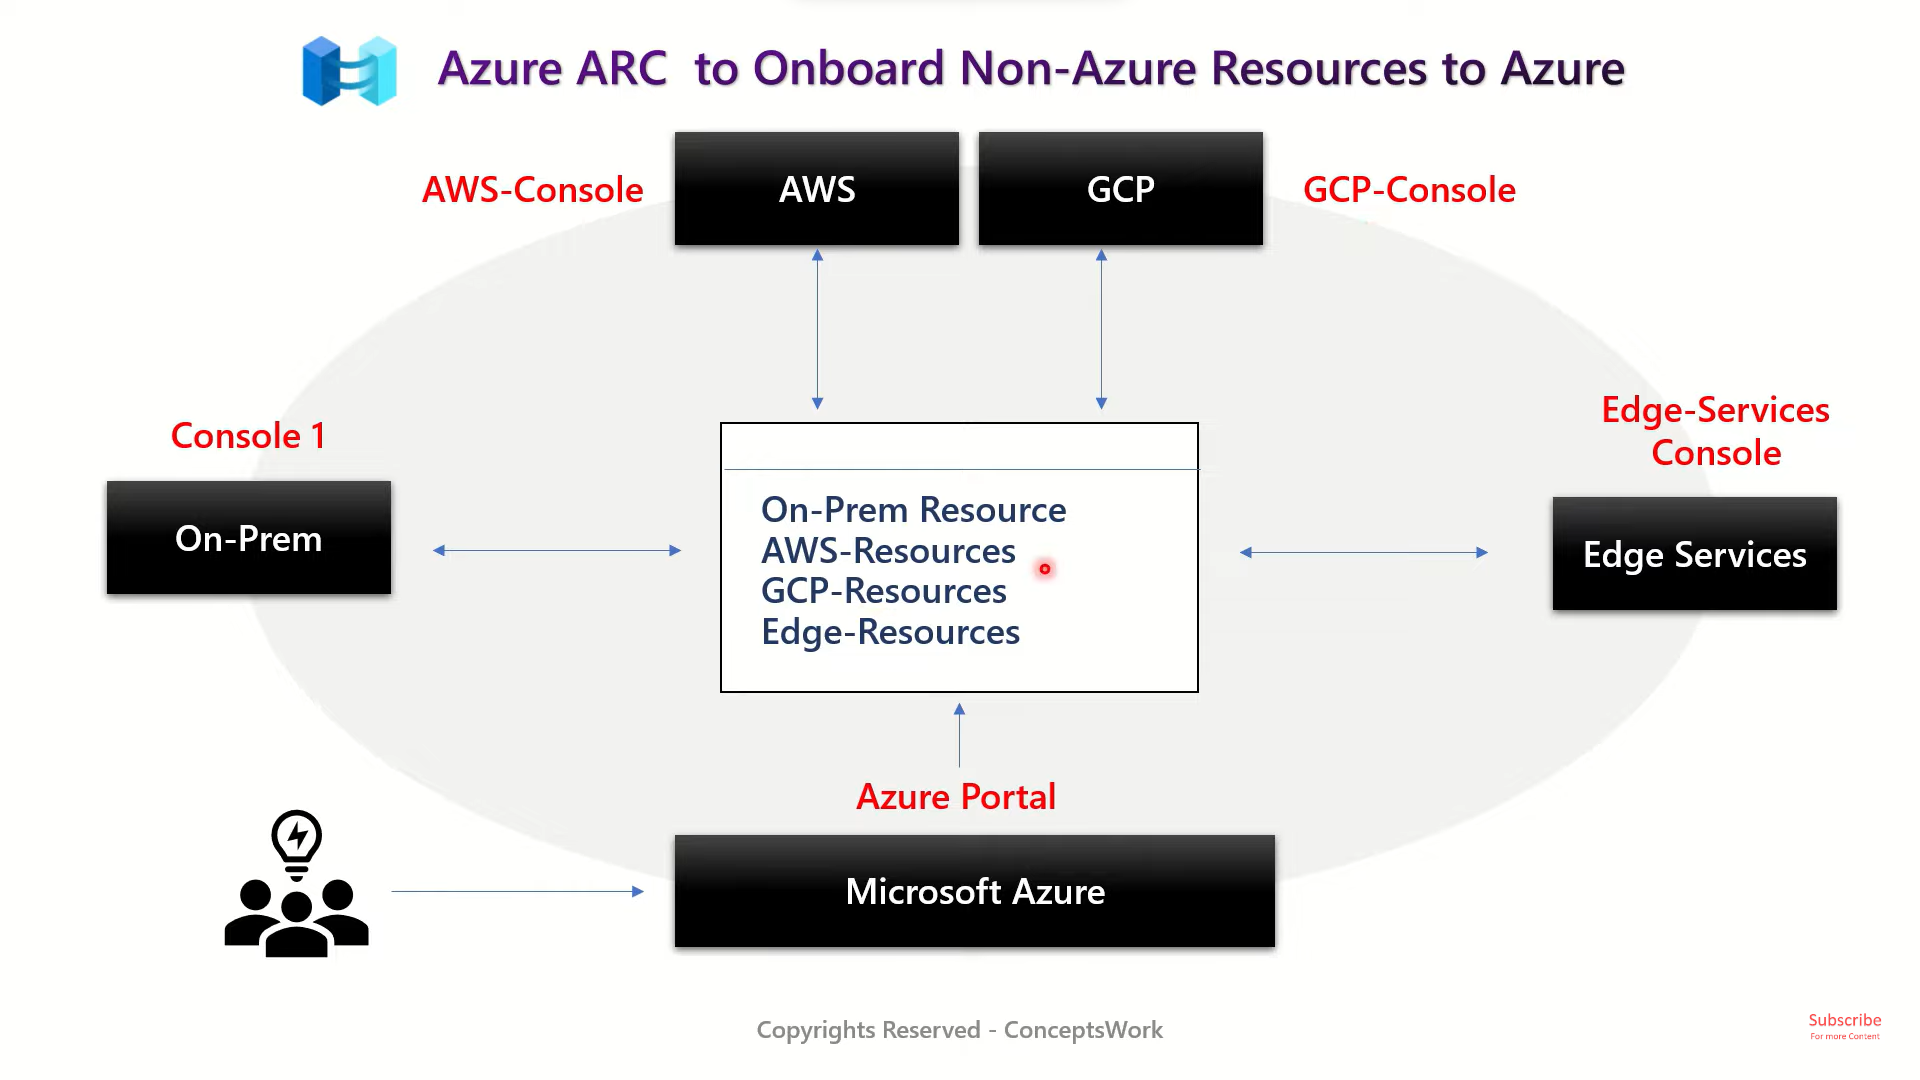 Azure ARC  to Onboard Non-Azure Resources to Azure
AWS-Console
AWS
GCP
GCP-Console
Console 1
On-Prem
On-Prem Resource
AWS-Resources
GCP-Resources
Edge-Resources
Edge-Services
Console
Edge Services
Azure Portal
Microsoft Azure
Copyrights Reserved - ConceptsWork
Subscribe
For more Content